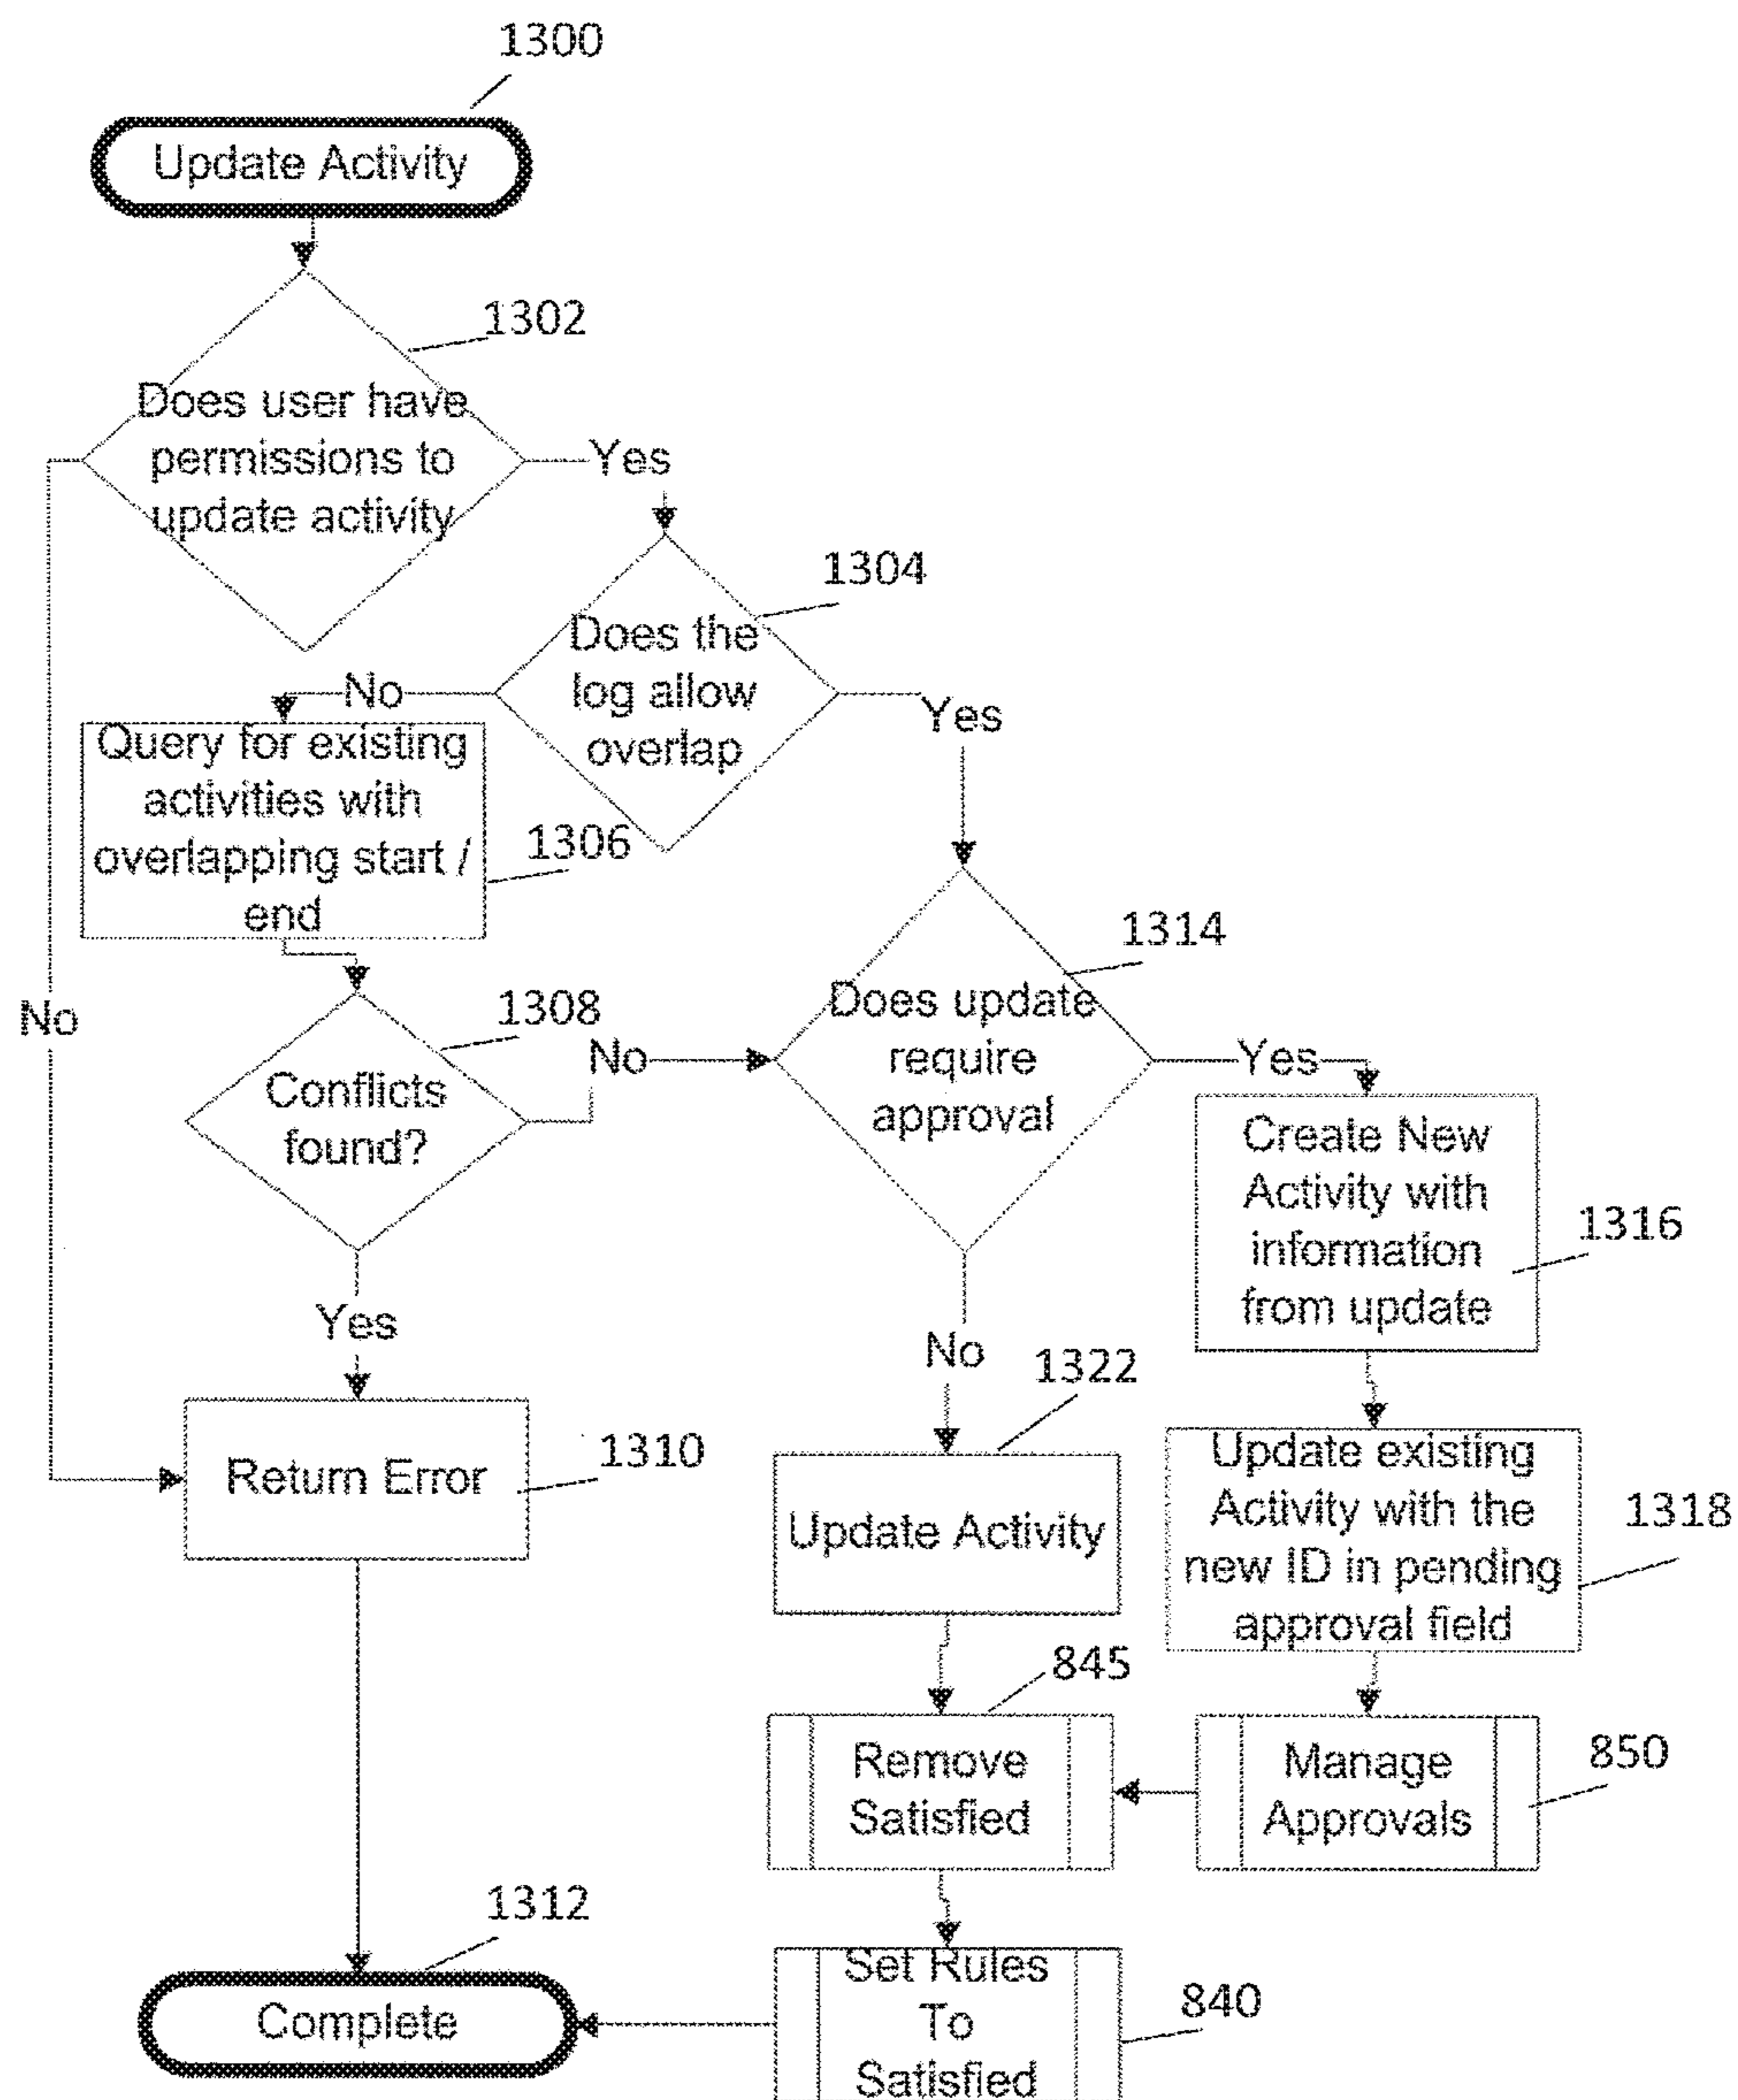 1300
Update Activity
1302
Does user have
permissions to
update activity
Yes
1304
Does the
log allow
overlap
No
Yes
Query for existing
activities with
overlapping start /
end
1306
1314
Does update
require
approval
No
1308
Conflicts
found?
No
Yes
Create New
Activity with
information
from update
1316
Yes
No
1322
Return Error
1310
Update Activity
Update existing
Activity with the
new ID in pending
approval field
1318
845
Remove
Satisfied
Manage
Approvals
850
1312
Complete
Set Rules
To
Satisfied
840